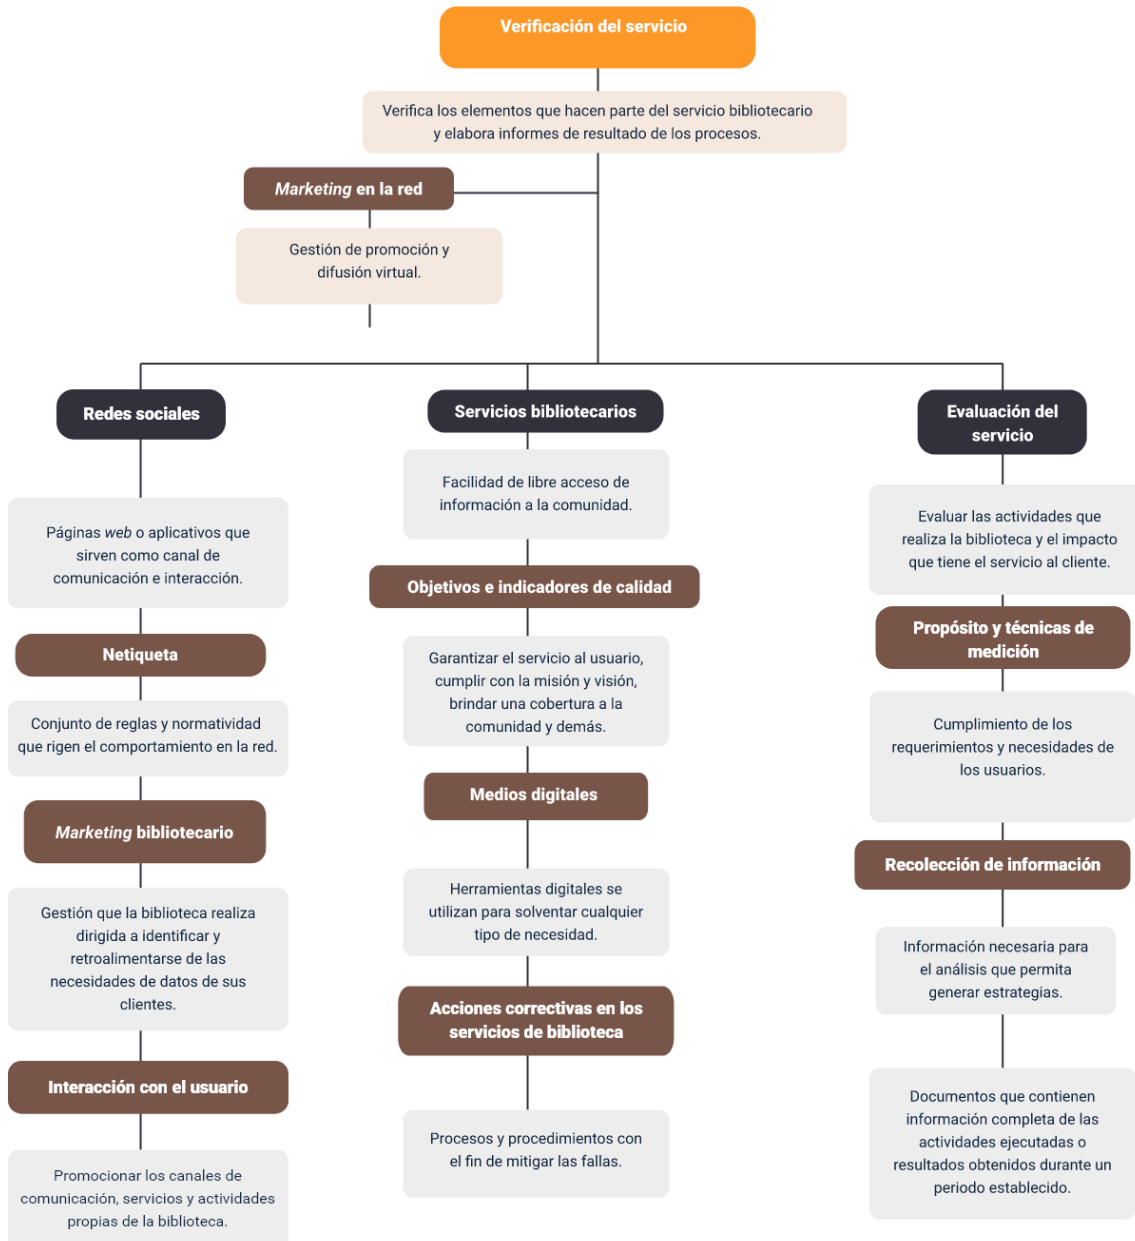 Verificación del servicio
Verifica los elementos que hacen parte del servicio bibliotecario
y elabora informes de resultado de los procesos.
Marketing en la red
Gestión de promoción y
difusión virtual.
Redes sociales
Páginas web o aplicativos que
sirven como canal de
comunicación e interacción.
Netiqueta
Conjunto de reglas y normatividad
que rigen el comportamiento en la red.
Marketing bibliotecario
Gestión que la biblioteca realiza
dirigida a identificar y
retroalimentarse de las
necesidades de datos de sus
clientes.
Interacción con el usuario
Promocionar los canales de
comunicación, servicios y actividades
propias de la biblioteca.
Servicios bibliotecarios
Facilidad de libre acceso de
información a la comunidad.
Objetivos e indicadores de calidad
Garantizar el servicio al usuario,
cumplir con la misión y visión,
brindar una cobertura a la
comunidad y demás.
Medios digitales
Herramientas digitales se
utilizan para solventar cualquier
tipo de necesidad.
Acciones correctivas en los
servicios de biblioteca
Procesos y procedimientos con
el fin de mitigar las fallas.
Evaluación del
servicio
Evaluar las actividades que
realiza la biblioteca y el impacto
que tiene el servicio al cliente.
Propósito y técnicas de
medición
Cumplimiento de los
requerimientos y necesidades de
los usuarios.
Recolección de información
Información necesaria para
el análisis que permita
generar estrategias.
Documentos que contienen
información completa de las
actividades ejecutadas o
resultados obtenidos durante un
periodo establecido.